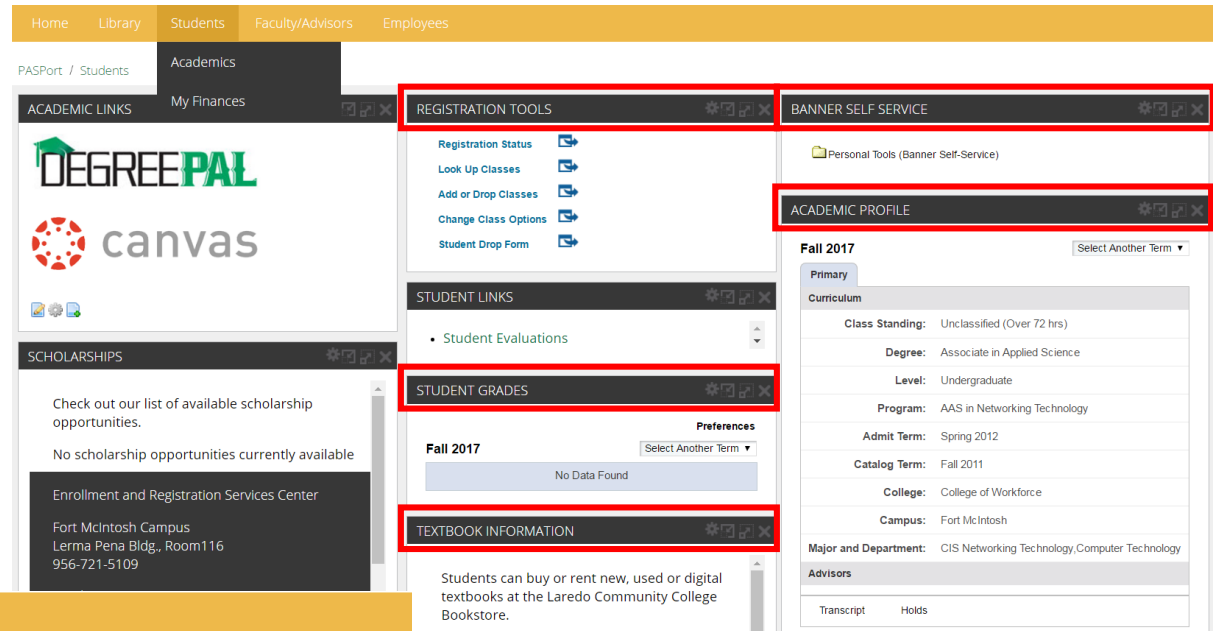 Home Library Students Faculty/Advisors Employees
Academics
My Finances
PASPort / Students
ACADEMIC LINKS
DEGREEPAL
canvas
SCHOLARSHIPS
Check out our list of available scholarship
opportunities.
No scholarship opportunities currently available
Enrollment and Registration Services Center
Fort McIntosh Campus
Lerma Pena Bldg., Room116
956-721-5109
REGISTRATION TOOLS
Registration Status
Look Up Classes
Add or Drop Classes
Change Class Options
Student Drop Form
STUDENT LINKS
• Student Evaluations
STUDENT GRADES
Preferences
Fall 2017 Select Another Term
No Data Found
TEXTBOOK INFORMATION
Students can buy or rent new, used or digital
textbooks at the Laredo Community College
Bookstore.
BANNER SELF SERVICE
Personal Tools (Banner Self-Service)
ACADEMIC PROFILE
Fall 2017 Select Another Term
Primary
Curriculum
Class Standing: Unclassified (Over 72 hrs)
Degree: Associate in Applied Science
Level: Undergraduate
Program: AAS in Networking Technology
Admit Term: Spring 2012
Catalog Term: Fall 2011
College: College of Workforce
Campus: Fort McIntosh
Major and Department: CIS Networking Technology,Computer Technology
Advisors
Transcript Holds